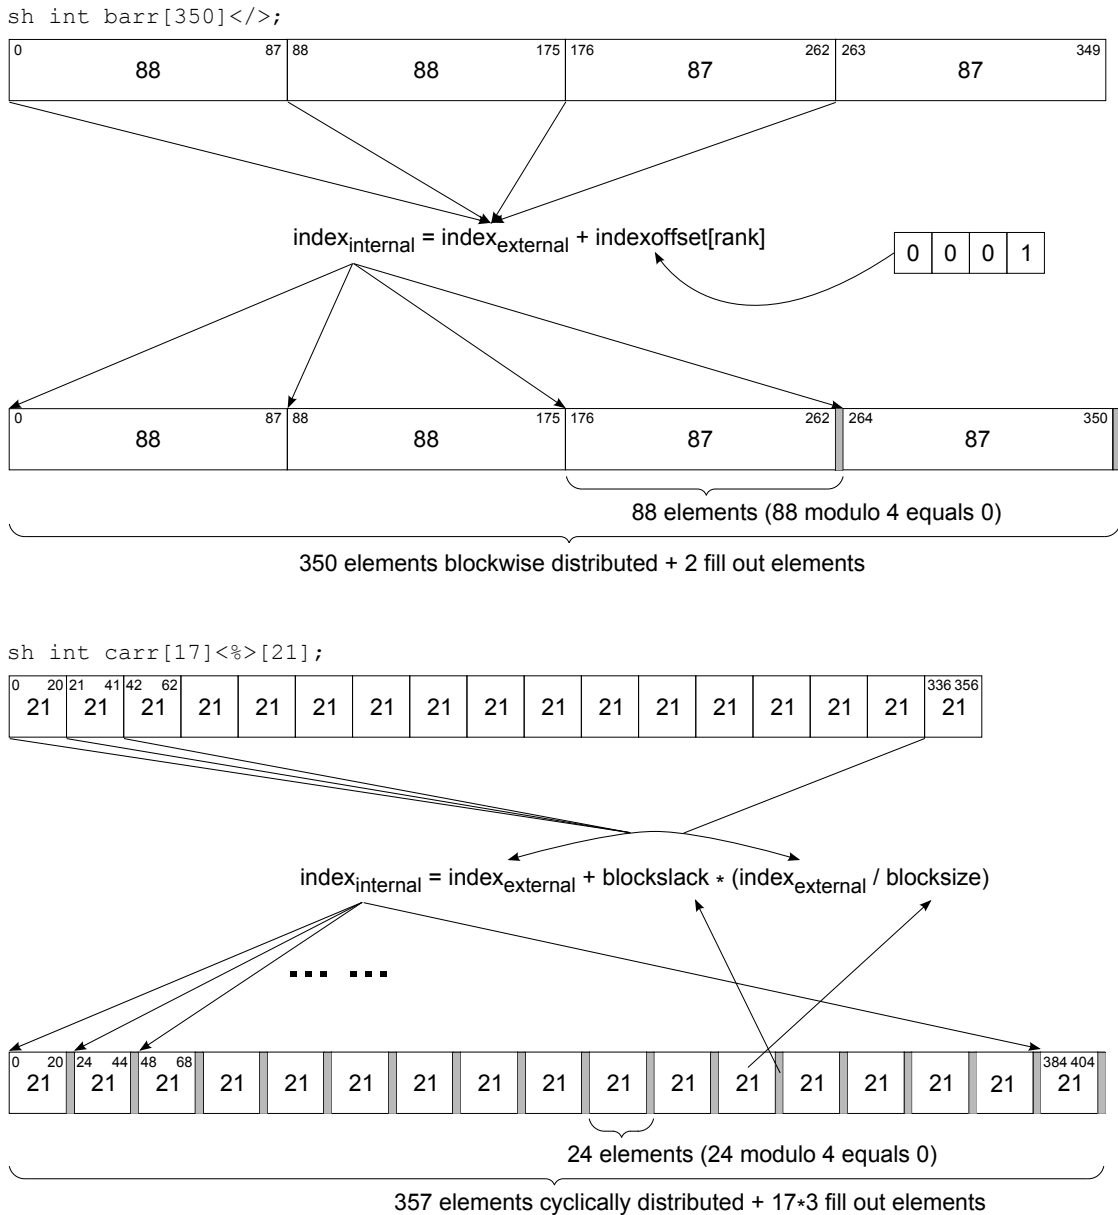 sh int barr[350]</>;
0 87 88 175 176 262 263 349
88 88 87 87
index_internal = index_external + indexoffset[rank]
0 0 0 1
0 87 88 175 176 262 264 350
88 88 87 87
88 elements (88 modulo 4 equals 0)
350 elements blockwise distributed + 2 fill out elements
sh int carr[17]<%>[21];
0 20 21 41 42 62 336 356
21 21 21 21 21 21 21 21 21 21 21 21 21 21 21 21 21
index_internal = index_external + blockslack * (index_external / blocksize)
... ...
0 20 24 44 48 68 384 404
21 21 21 21 21 21 21 21 21 21 21 21 21 21 21 21 21
24 elements (24 modulo 4 equals 0)
357 elements cyclically distributed + 17*3 fill out elements